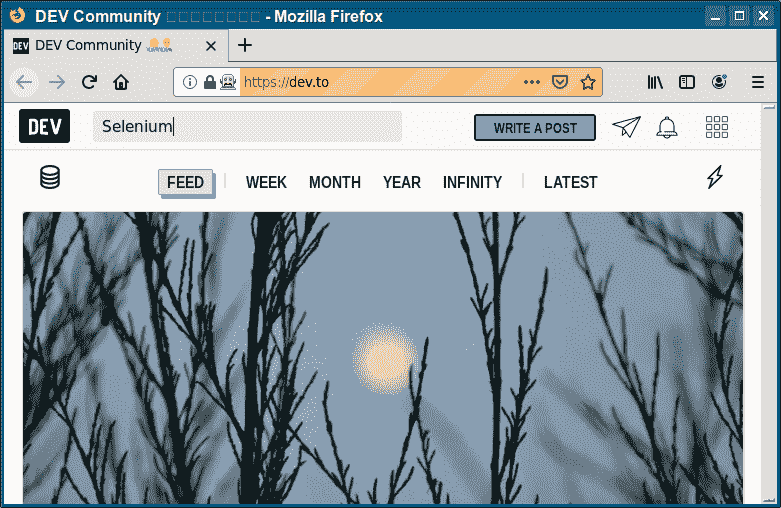 DEV Community - Mozilla Firefox
DEV DEV Community
https://dev.to
DEV Selenium WRITE A POST
FEED WEEK MONTH YEAR INFINITY LATEST